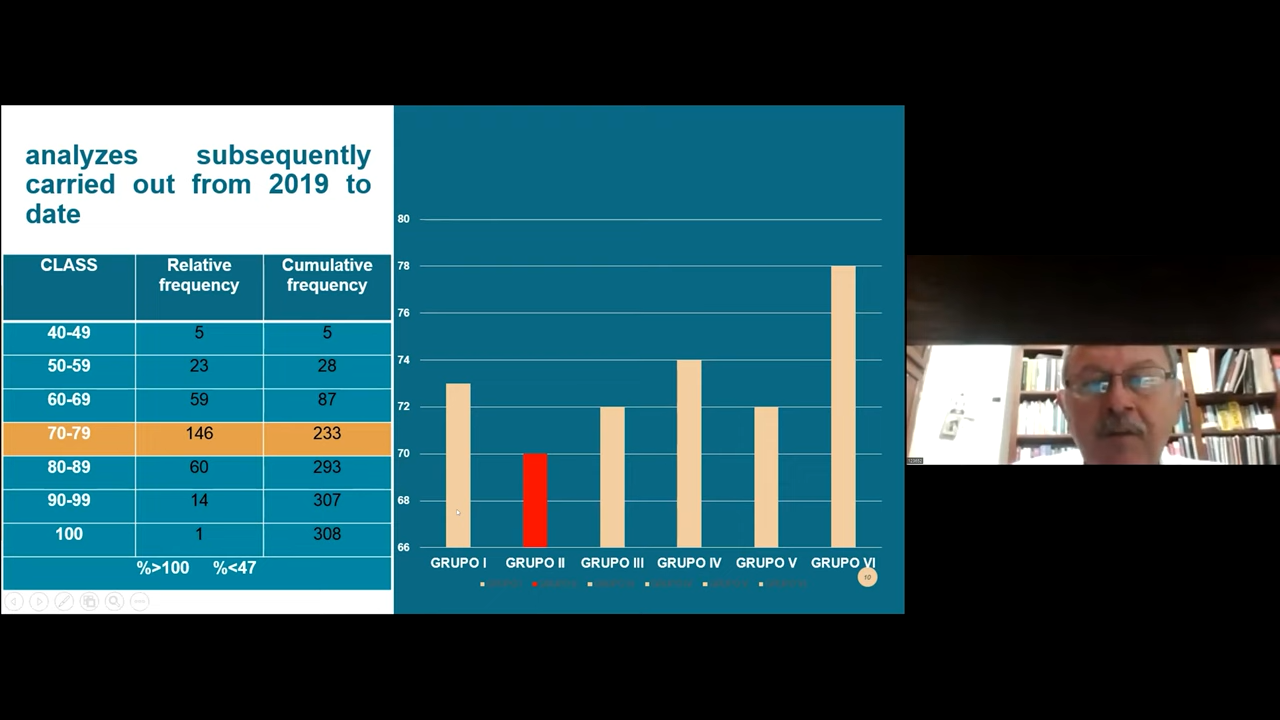 analyzes subsequently
carried out from 2019 to
date
CLASS Relative frequency Cumulative frequency
40-49 5 5
50-59 23 28
60-69 59 87
70-79 146 233
80-89 60 293
90-99 14 307
100 1 308
%>100 %<47
80
78
76
74
72
70
68
66
GRUPO I GRUPO II GRUPO III GRUPO IV GRUPO V GRUPO VI
10